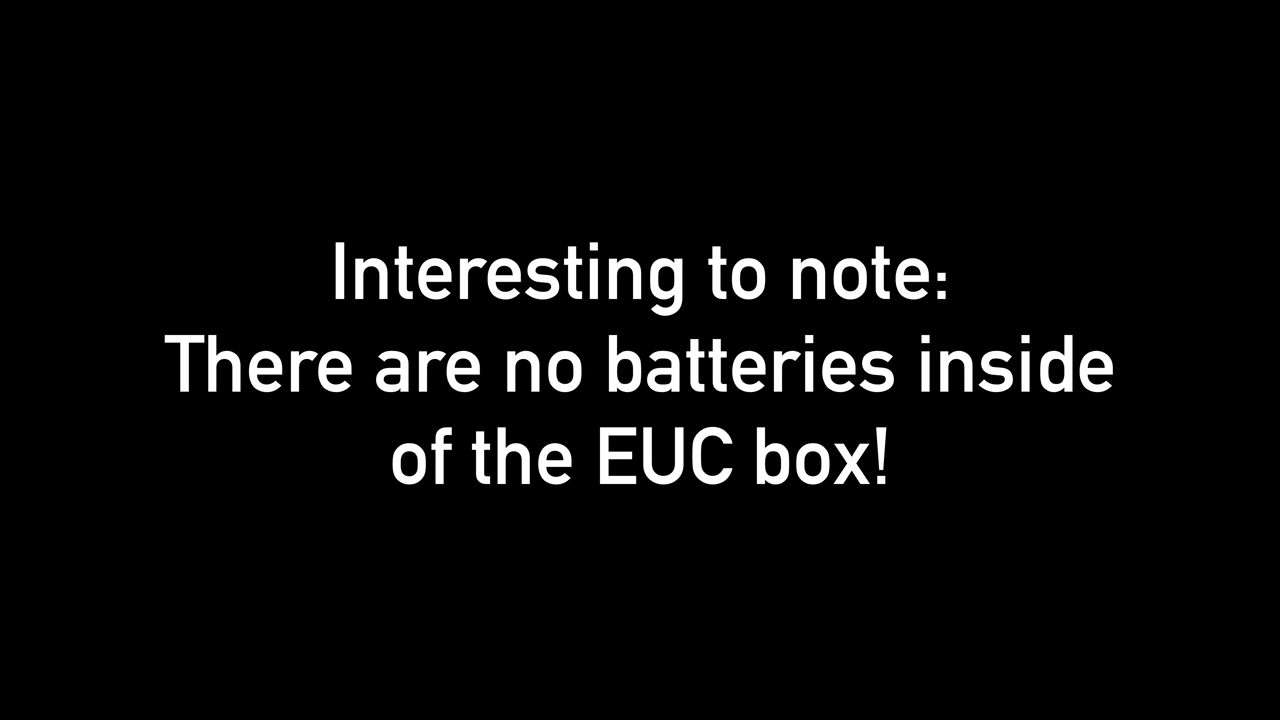 Interesting to note:
There are no batteries inside
of the EUC box!